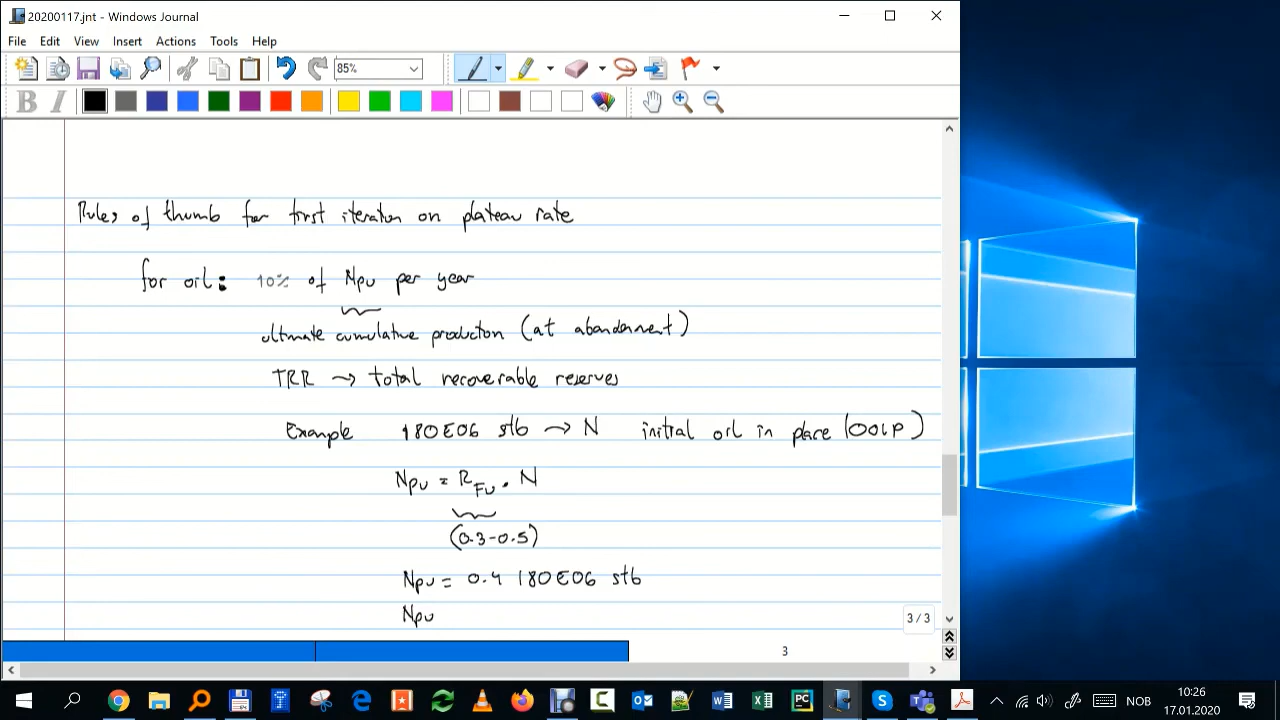 20200117.jnt - Windows Journal
File Edit View Insert Actions Tools Help
85%
B I
Rules of thumb for first iteration on plateau rate
for oil: 10% of Npu per year
ultimate cumulative production (at abandonment)
TRR → total recoverable reserves
Example 180E06 stb → N initial oil in place (OOIP)
Npu = RFu . N
(0.3-0.5)
Npu = 0.4 180E06 stb
Npu
3 / 3
3
NOB
10:26
17.01.2020